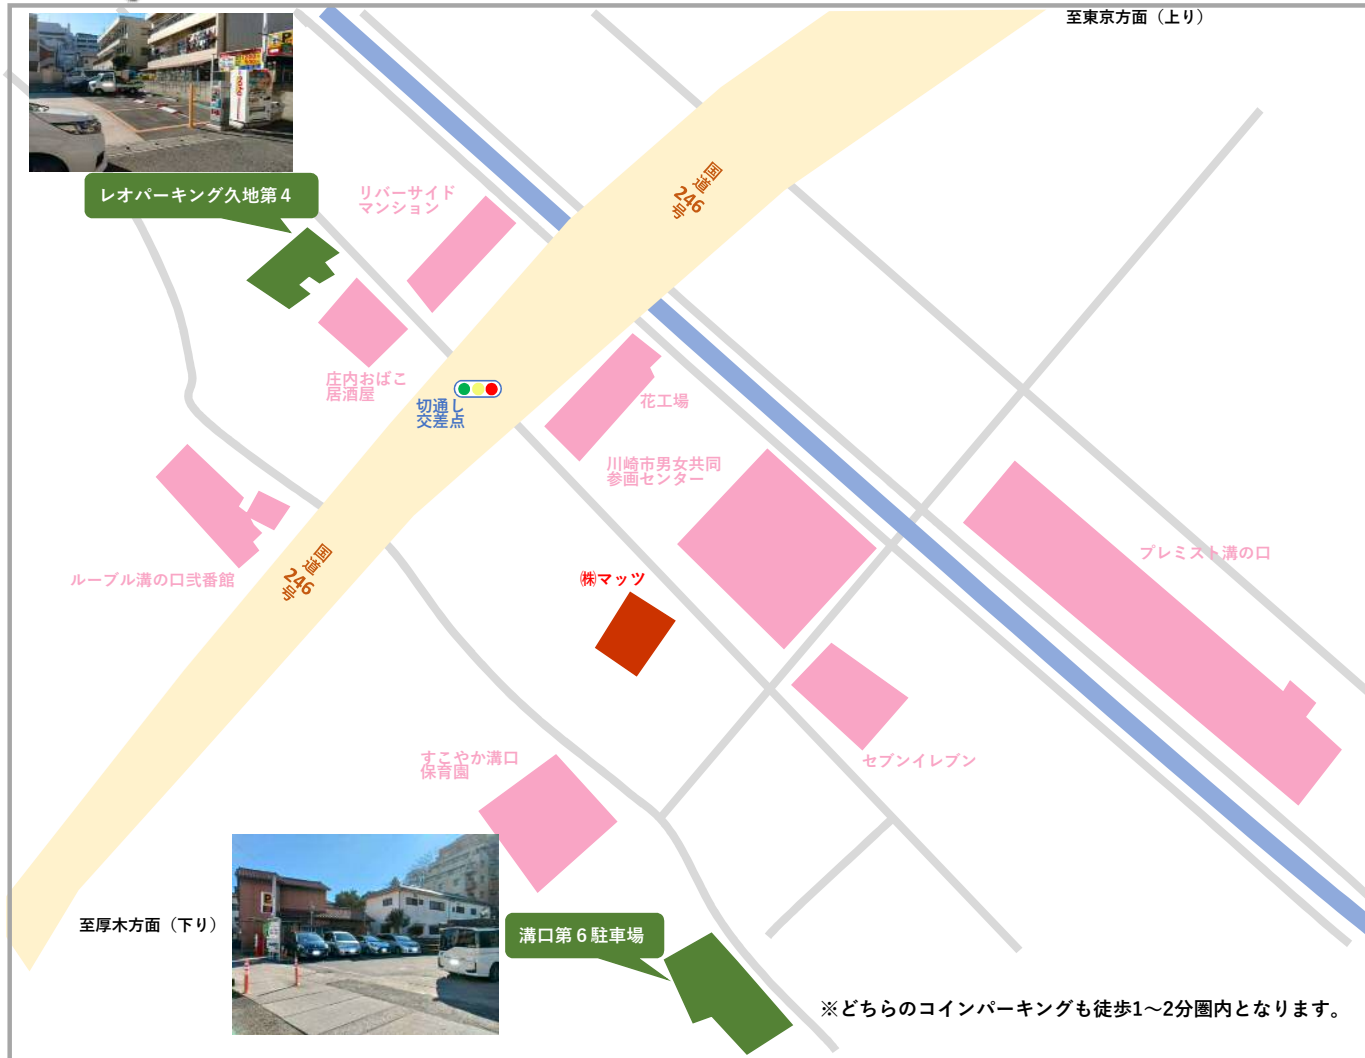 至東京方面（上り）
国道
246
号
レオパーキング久地第４
リバーサイド
マンション
庄内おばこ
居酒屋
切通し
交差点
花工場
川崎市男女共同
参画センター
プレミスト溝の口
ルーブル溝の口弐番館
国道
246
号
㈱マッツ
すこやか溝口
保育園
セブンイレブン
至厚木方面（下り）
溝口第６駐車場
※どちらのコインパーキングも徒歩1～2分圏内となります。